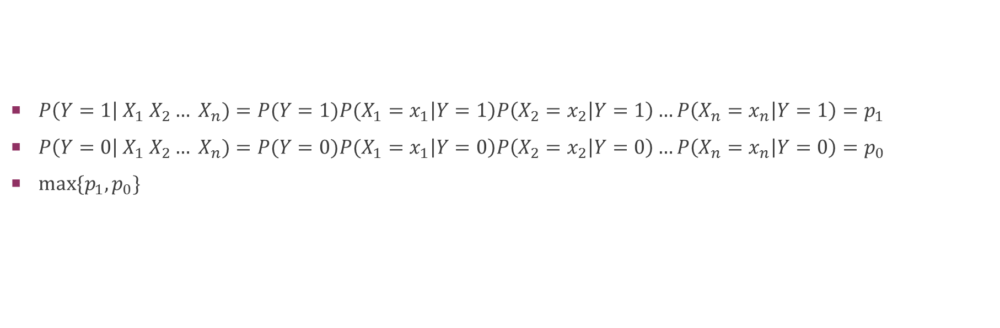 ▪ P(Y = 1| X₁ X₂ … Xₙ) = P(Y = 1)P(X₁ = x₁|Y = 1)P(X₂ = x₂|Y = 1) … P(Xₙ = xₙ|Y = 1) = p₁
▪ P(Y = 0| X₁ X₂ … Xₙ) = P(Y = 0)P(X₁ = x₁|Y = 0)P(X₂ = x₂|Y = 0) … P(Xₙ = xₙ|Y = 0) = p₀
▪ max{p₁, p₀}